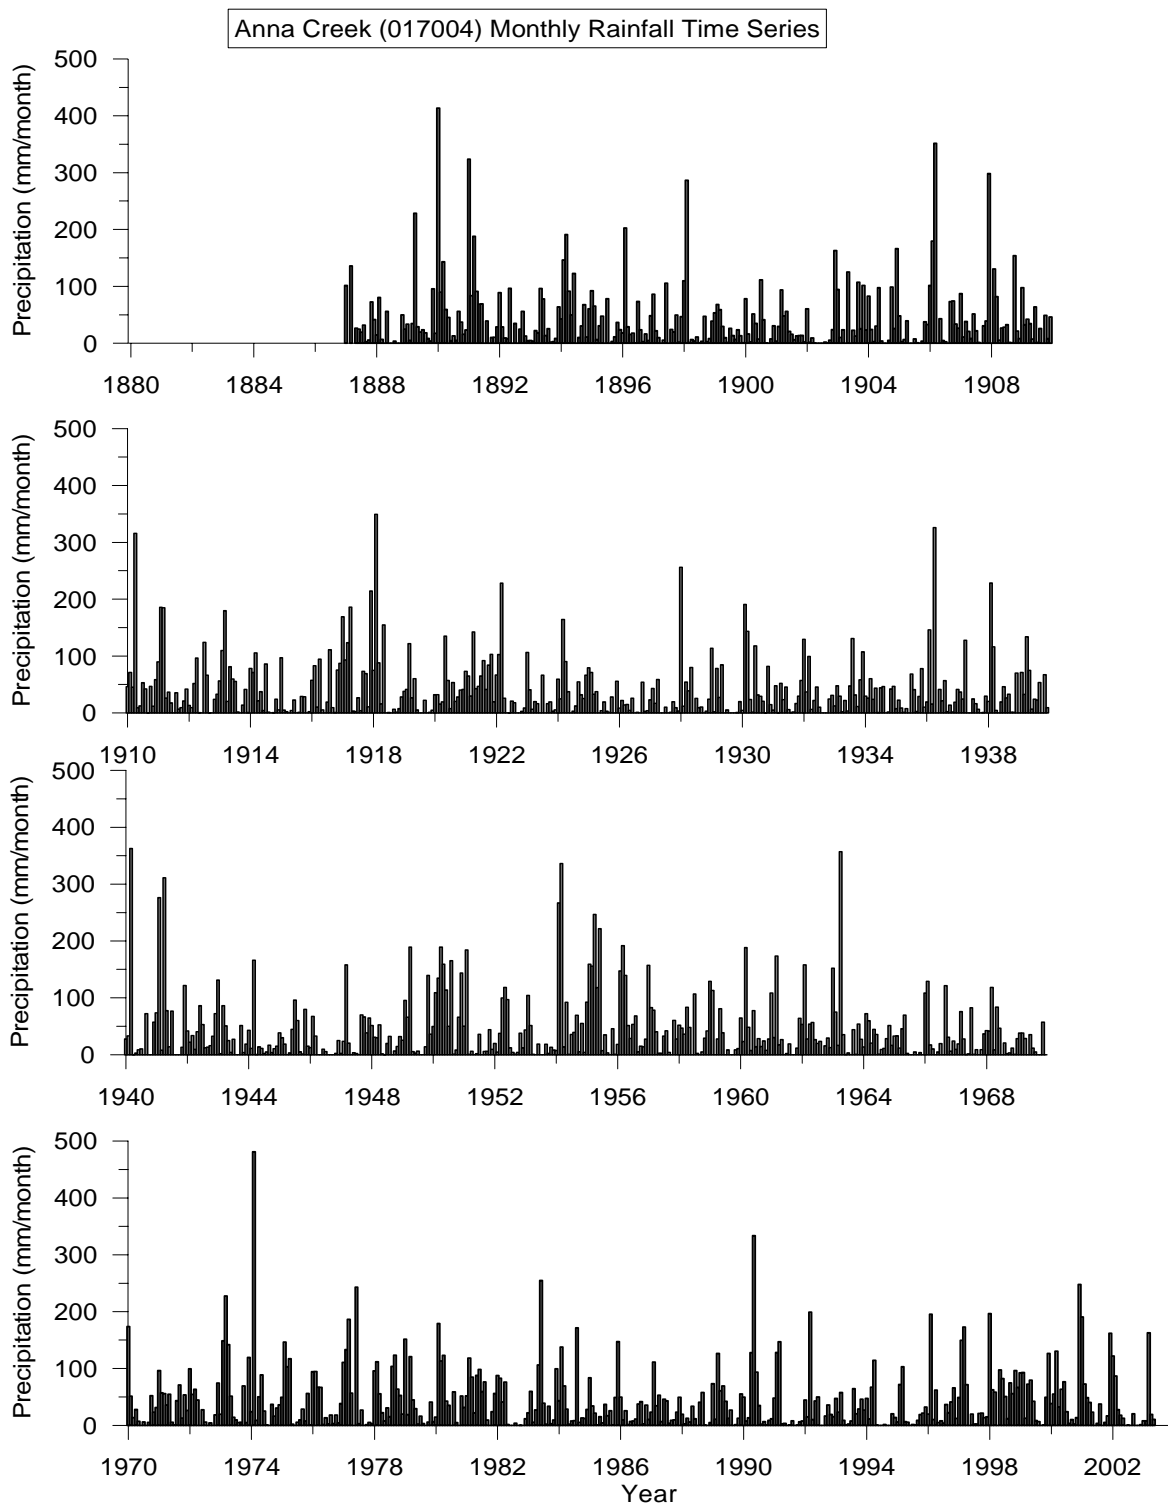 Anna Creek (017004) Monthly Rainfall Time Series
Precipitation (mm/month)
500
400
300
200
100
0
1880 1884 1888 1892 1896 1900 1904 1908
Precipitation (mm/month)
500
400
300
200
100
0
1910 1914 1918 1922 1926 1930 1934 1938
Precipitation (mm/month)
500
400
300
200
100
0
1940 1944 1948 1952 1956 1960 1964 1968
Precipitation (mm/month)
500
400
300
200
100
0
1970 1974 1978 1982 1986 1990 1994 1998 2002
Year